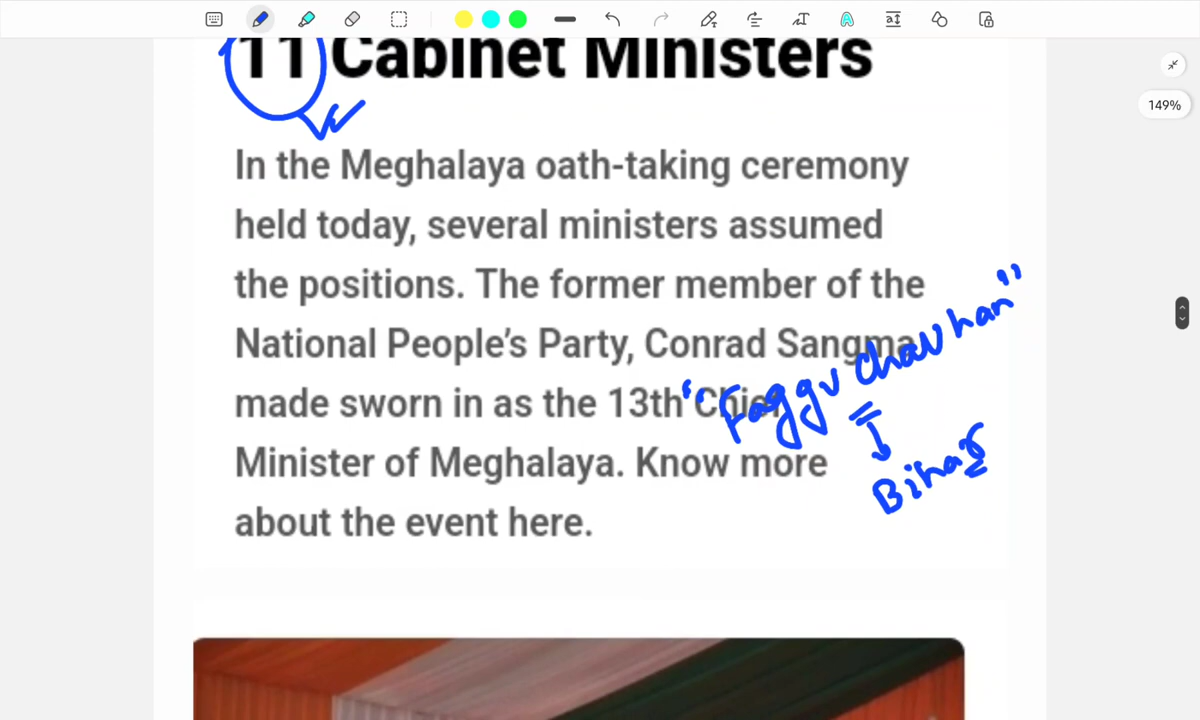 149%
11 Cabinet Ministers
In the Meghalaya oath-taking ceremony
held today, several ministers assumed
the positions. The former member of the
National People's Party, Conrad Sangma
made sworn in as the 13th Chief
Minister of Meghalaya. Know more
about the event here.
"Faggu chauhan"
Bihar